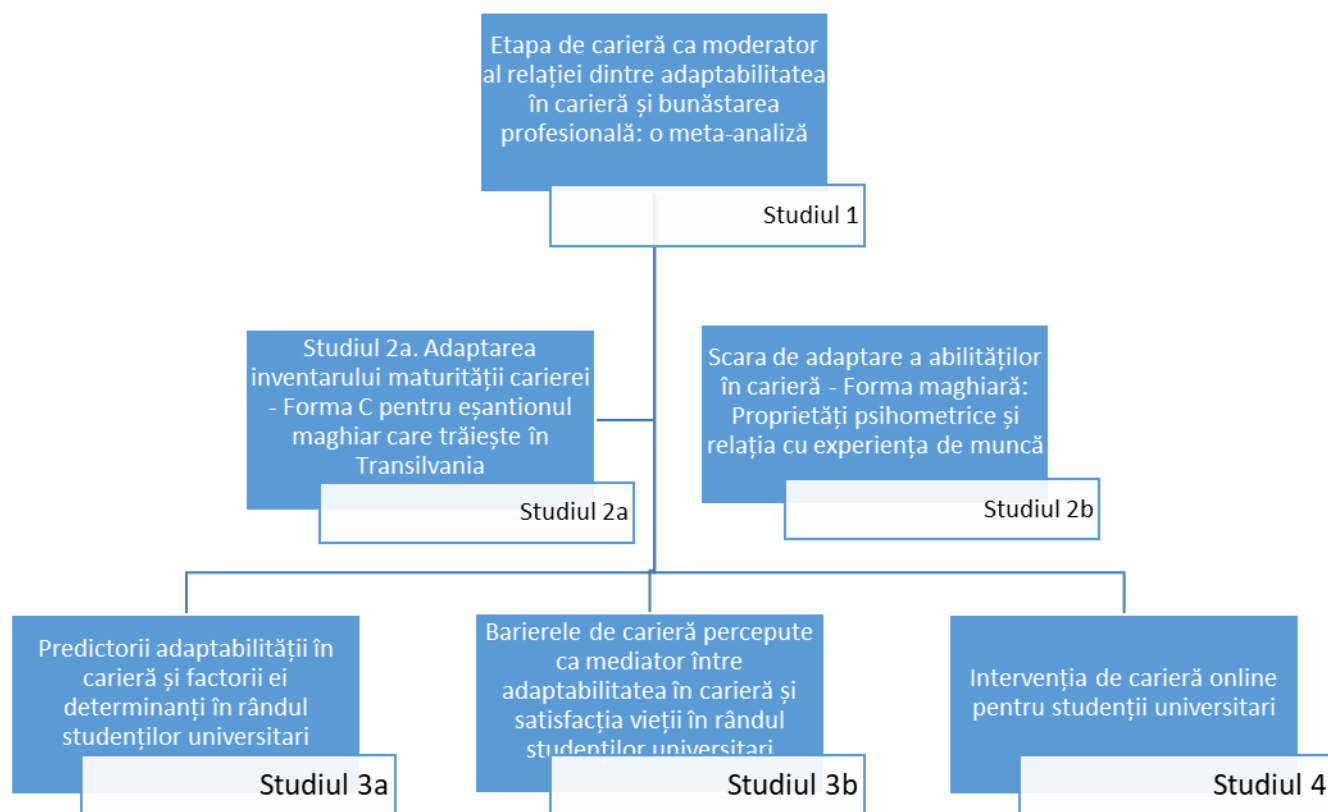 Etapa de carieră ca moderator
al relației dintre adaptabilitatea
în carieră și bunăstarea
profesională: o meta-analiză
Studiul 1
Studiul 2a. Adaptarea
inventarului maturității carierei
- Forma C pentru eșantionul
maghiar care trăiește în
Transilvania
Studiul 2a
Scara de adaptare a abilităților
în carieră - Forma maghiară:
Proprietăți psihometrice și
relația cu experiența de muncă
Studiul 2b
Predictorii adaptabilității în
carieră și factorii ei
determinanți în rândul
studenților universitari
Studiul 3a
Barierele de carieră percepute
ca mediator între
adaptabilitatea în carieră și
satisfacția vieții în rândul
studenților universitari
Studiul 3b
Intervenția de carieră online
pentru studenții universitari
Studiul 4